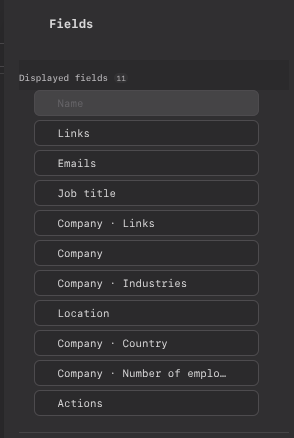 Fields
Displayed fields 11
Name
Links
Emails
Job title
Company · Links
Company
Company · Industries
Location
Company · Country
Company · Number of emplo…
Actions